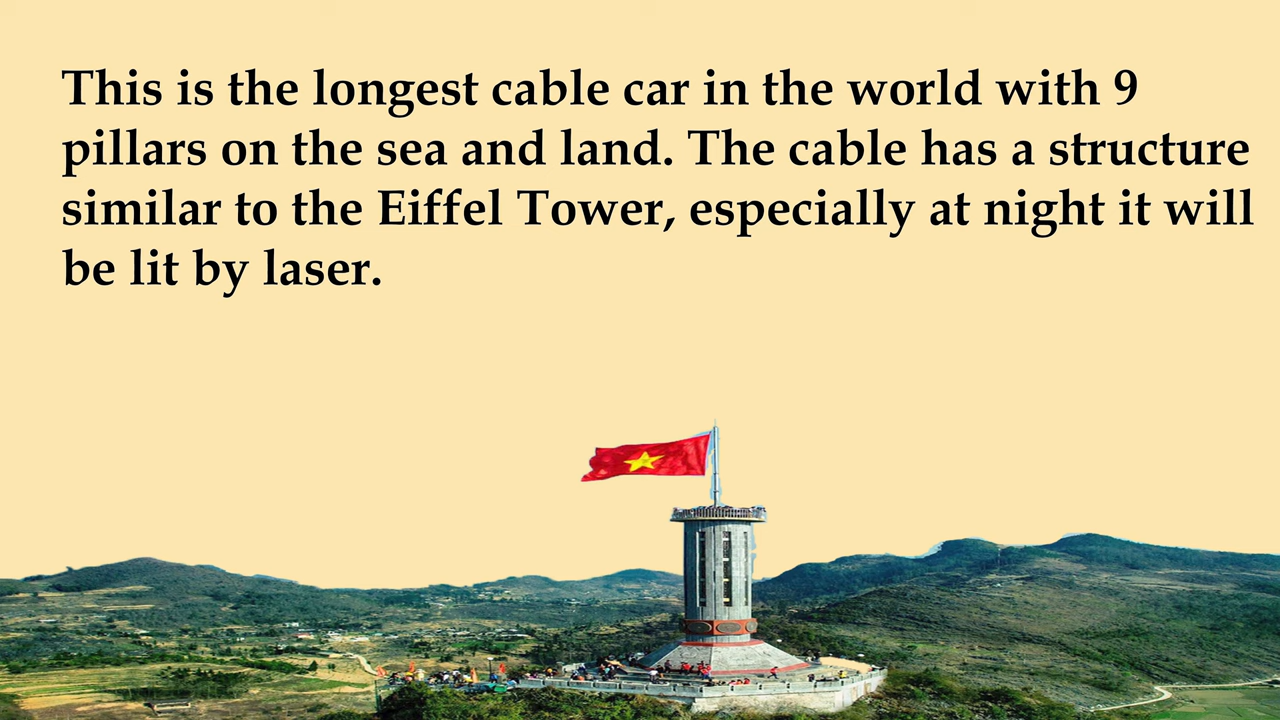 This is the longest cable car in the world with 9
pillars on the sea and land. The cable has a structure
similar to the Eiffel Tower, especially at night it will
be lit by laser.